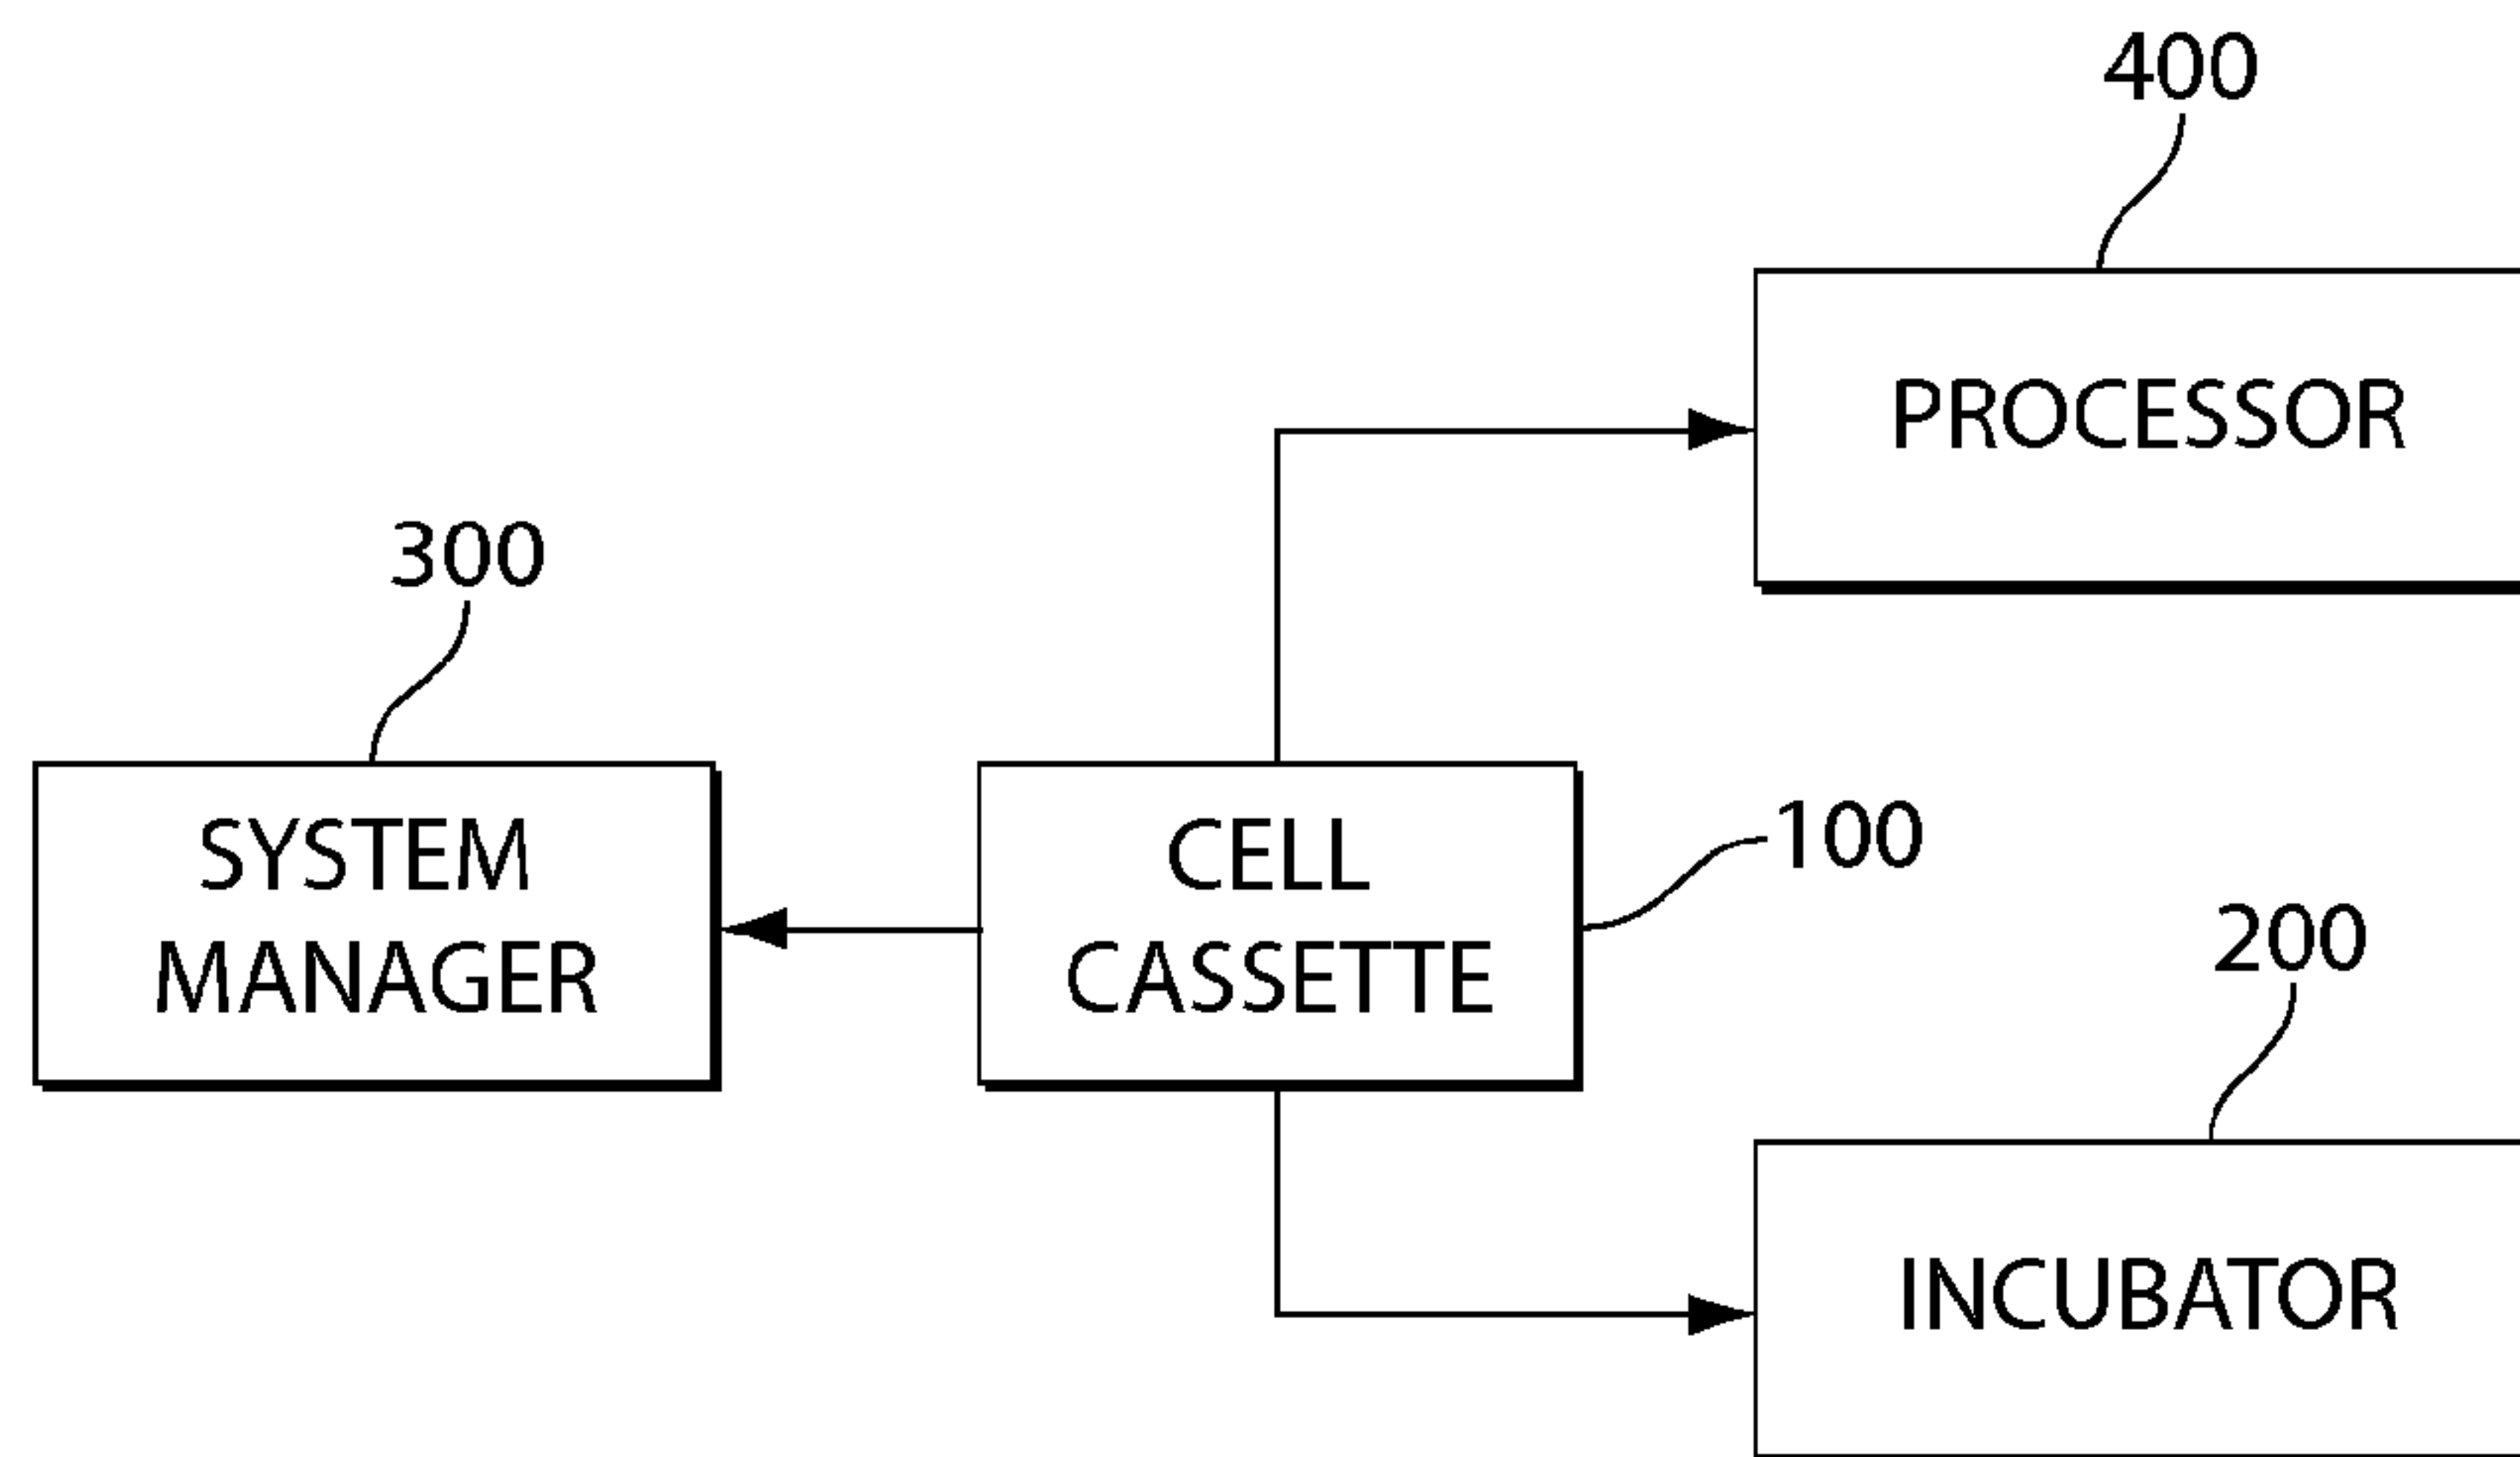 400
PROCESSOR
300
SYSTEM
MANAGER
CELL
CASSETTE
100
200
INCUBATOR